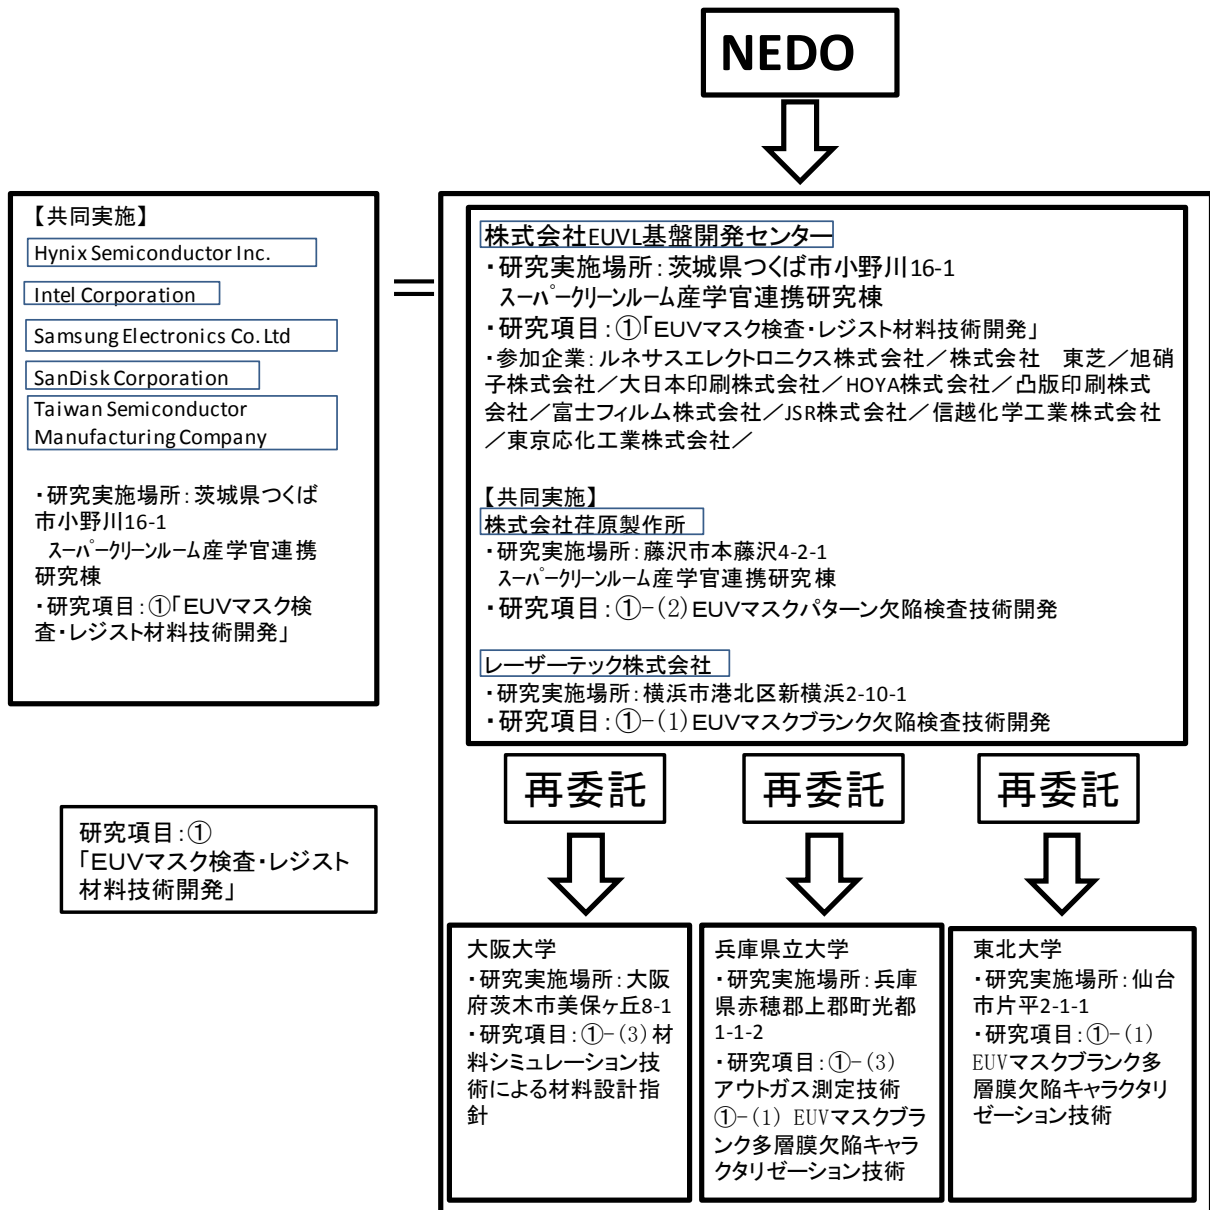 NEDO
【共同実施】
Hynix Semiconductor Inc.
Intel Corporation
Samsung Electronics Co. Ltd
SanDisk Corporation
Taiwan Semiconductor
Manufacturing Company
・研究実施場所：茨城県つくば
市小野川16-1
スーパークリーンルーム産学官連携
研究棟
・研究項目：①「EUVマスク検
査・レジスト材料技術開発」
＝
株式会社EUVL基盤開発センター
・研究実施場所：茨城県つくば市小野川16-1
スーパークリーンルーム産学官連携研究棟
・研究項目：①「EUVマスク検査・レジスト材料技術開発」
・参加企業：ルネサスエレクトロニクス株式会社／株式会社　東芝／旭硝
子株式会社／大日本印刷株式会社／HOYA株式会社／凸版印刷株式
会社／富士フィルム株式会社／JSR株式会社／信越化学工業株式会社
／東京応化工業株式会社／
【共同実施】
株式会社荏原製作所
・研究実施場所：藤沢市本藤沢4-2-1
スーパークリーンルーム産学官連携研究棟
・研究項目：①-(2)EUVマスクパターン欠陥検査技術開発
レーザーテック株式会社
・研究実施場所：横浜市港北区新横浜2-10-1
・研究項目：①-(1)EUVマスクブランク欠陥検査技術開発
再委託
再委託
再委託
研究項目：①
「EUVマスク検査・レジスト
材料技術開発」
大阪大学
・研究実施場所：大阪
府茨木市美保ヶ丘8-1
・研究項目：①-(3)材
料シミュレーション技
術による材料設計指
針
兵庫県立大学
・研究実施場所：兵庫
県赤穂郡上郡町光都
1-1-2
・研究項目：①-(3)
アウトガス測定技術
①-(1) EUVマスクブラ
ンク多層膜欠陥キャラ
クタリゼーション技術
東北大学
・研究実施場所：仙台
市片平2-1-1
・研究項目：①-(1)
EUVマスクブランク多
層膜欠陥キャラクタリ
ゼーション技術